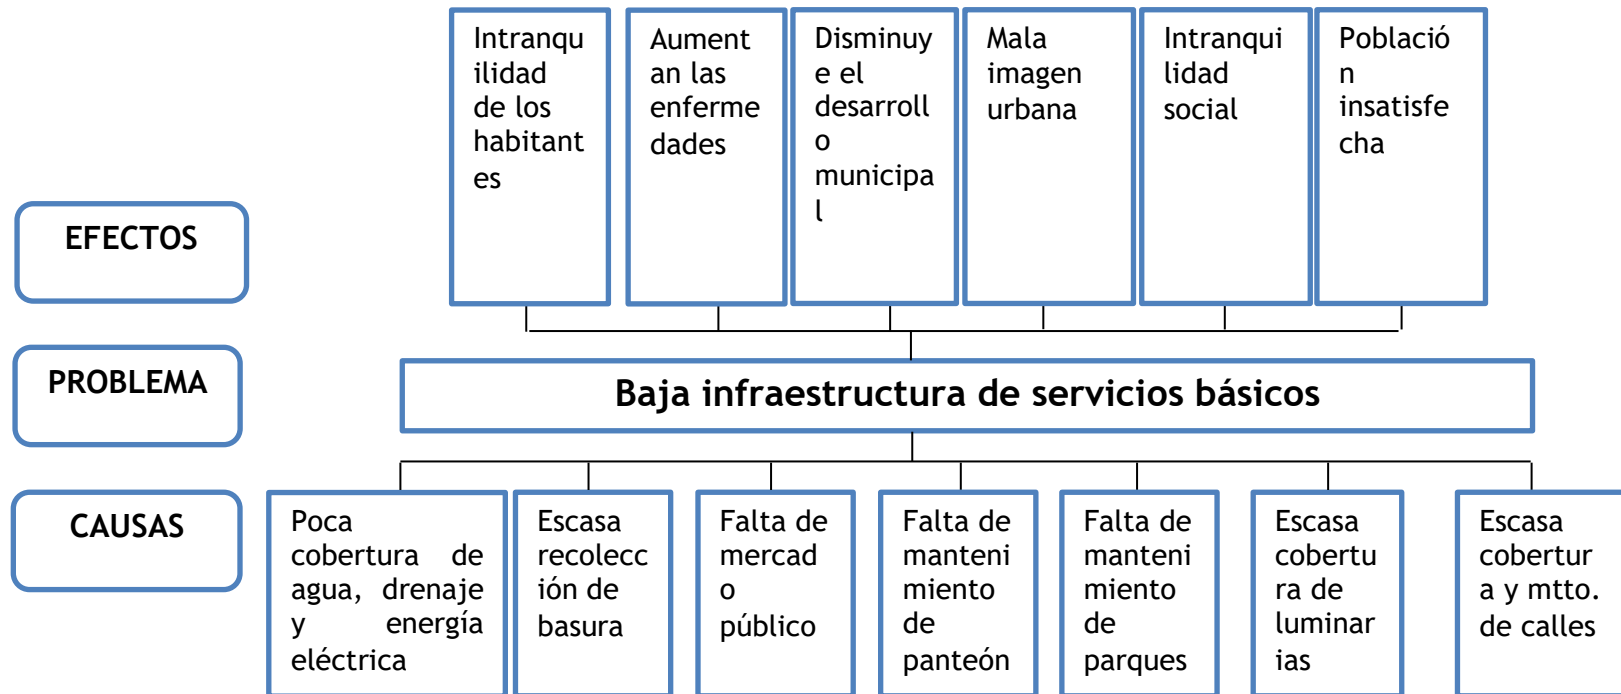 Intranqu
ilidad
de los
habitant
es
Aument
an las
enferme
dades
Disminuy
e el
desarroll
o
municipa
l
Mala
imagen
urbana
Intranqui
lidad
social
Població
n
insatisfe
cha
EFECTOS
PROBLEMA
Baja infraestructura de servicios básicos
CAUSAS
Poca
cobertura de
agua, drenaje
y energía
eléctrica
Escasa
recolecc
ión de
basura
Falta de
mercad
o
público
Falta de
manteni
miento
de
panteón
Falta de
manteni
miento
de
parques
Escasa
cobertu
ra de
luminar
ias
Escasa
cobertur
a y mtto.
de calles